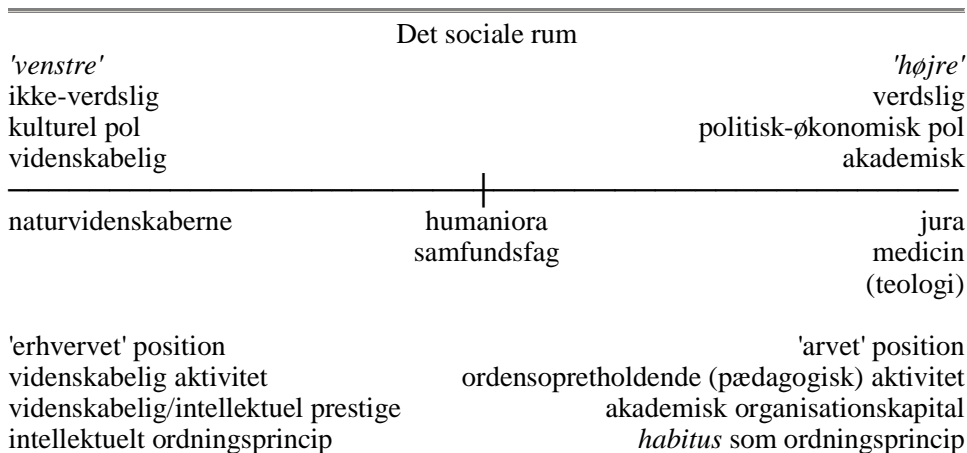 Det sociale rum
'venstre' 'højre'
ikke-verdslig verdslig
kulturel pol politisk-økonomisk pol
videnskabelig akademisk
naturvidenskaberne humaniora jura
samfundsfag medicin
(teologi)
'erhvervet' position 'arvet' position
videnskabelig aktivitet ordensopretholdende (pædagogisk) aktivitet
videnskabelig/intellektuel prestige akademisk organisationskapital
intellektuelt ordningsprincip habitus som ordningsprincip